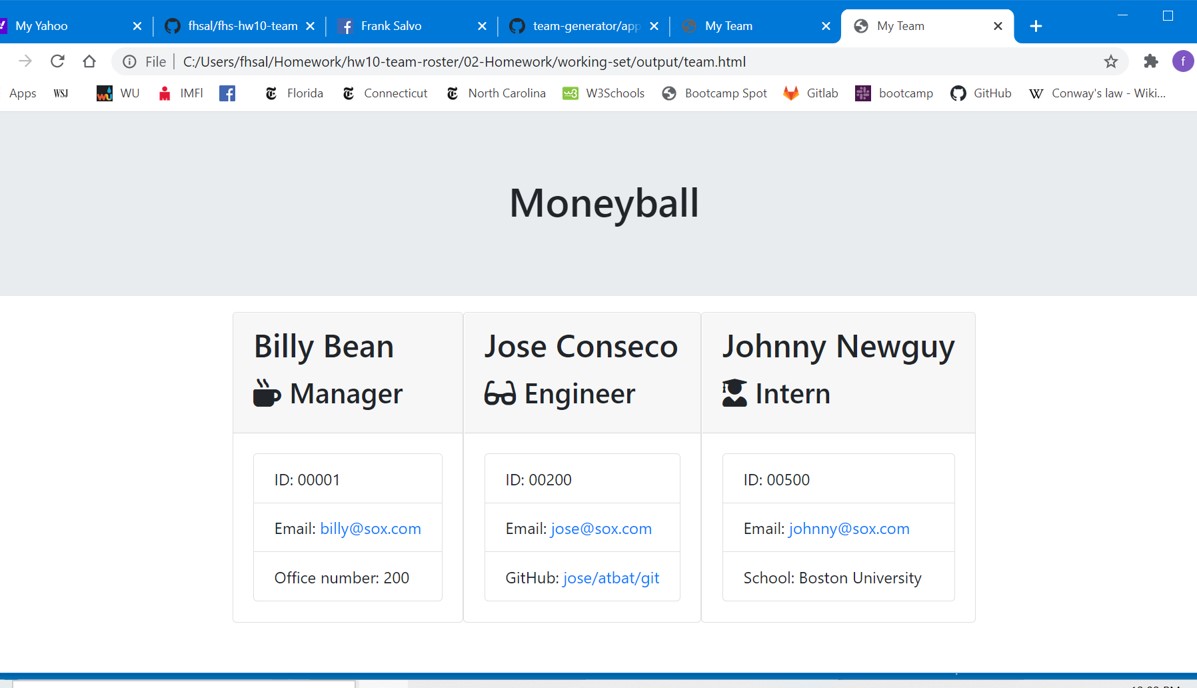 My Yahoo fhsal/fhs-hw10-team Frank Salvo team-generator/app My Team My Team
File C:/Users/fhsal/Homework/hw10-team-roster/02-Homework/working-set/output/team.html f
Apps WSJ WU IMFI Florida Connecticut North Carolina W3Schools Bootcamp Spot Gitlab bootcamp GitHub Conway's law - Wiki...
Moneyball
Billy Bean Jose Conseco Johnny Newguy
Manager Engineer Intern
ID: 00001 ID: 00200 ID: 00500
Email: billy@sox.com Email: jose@sox.com Email: johnny@sox.com
Office number: 200 GitHub: jose/atbat/git School: Boston University